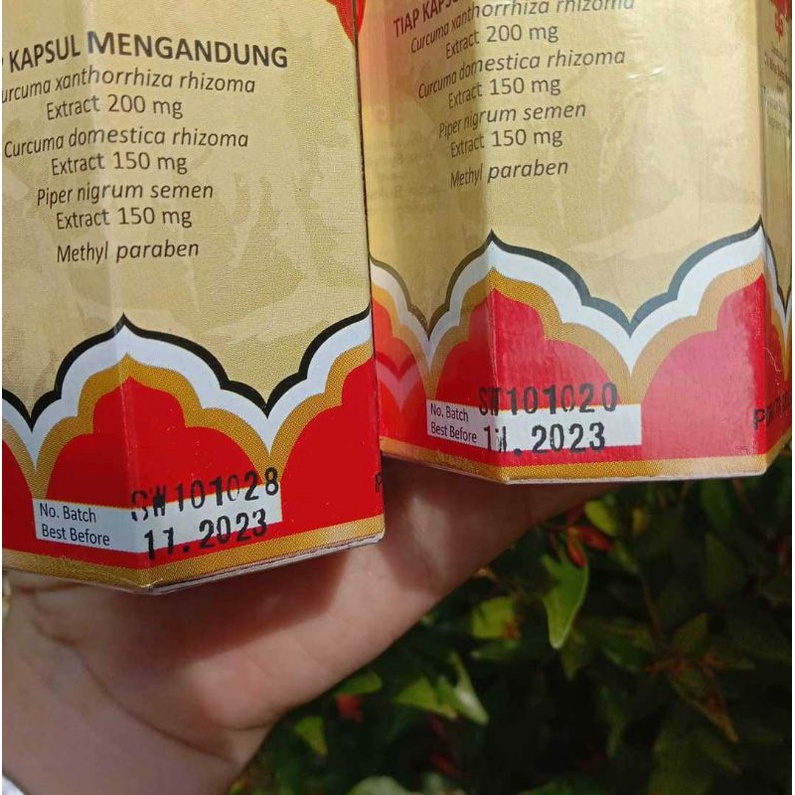 KAPSUL MENGANDUNG
Curcuma xanthorrhiza rhizoma
Extract 200 mg
Curcuma domestica rhizoma
Extract 150 mg
Piper nigrum semen
Extract 150 mg
Methyl paraben
No. Batch SW101028
Best Before 11.2023
TIAP KAPSUL
Curcuma xanthorrhiza rhizoma
Extract 200 mg
Curcuma domestica rhizoma
Extract 150 mg
Piper nigrum semen
Extract 150 mg
Methyl paraben
No. Batch SW101020
Best Before 11.2023